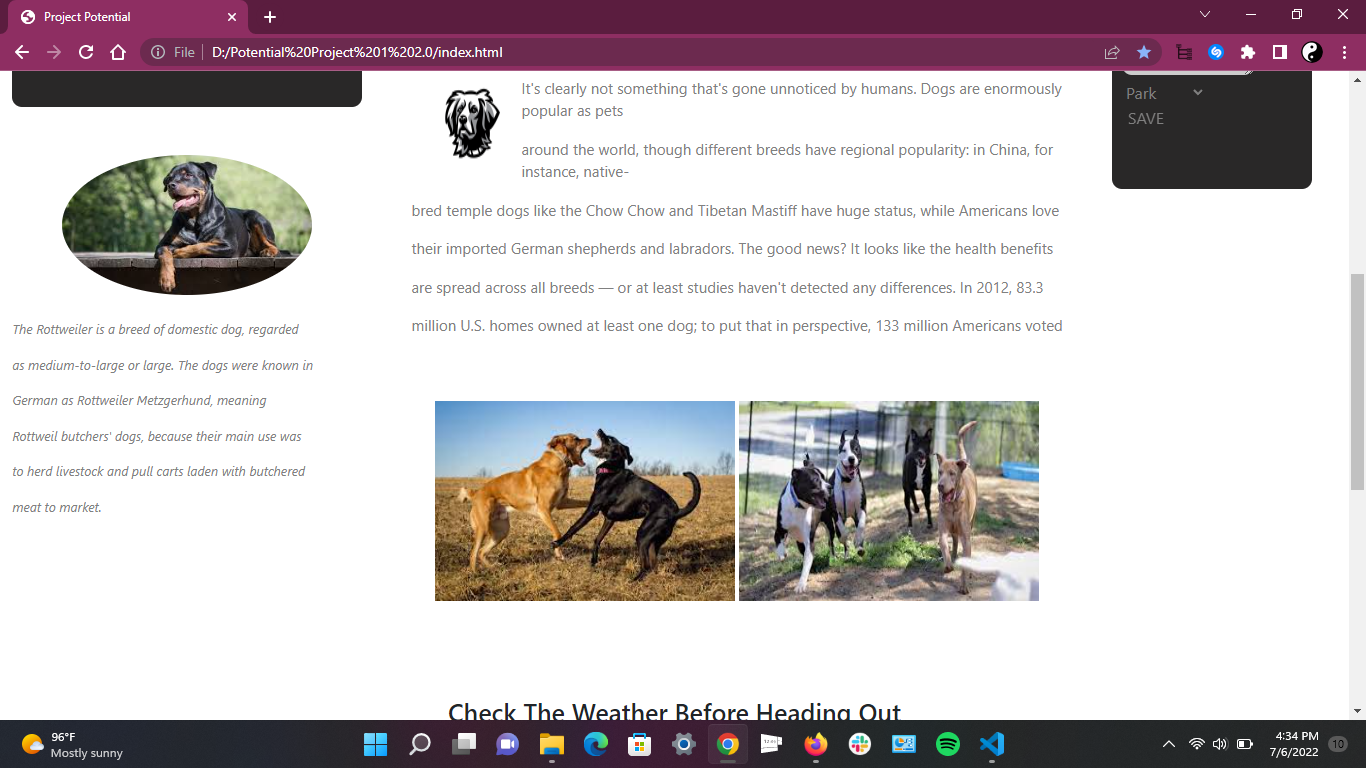 Project Potential
File
D:/Potential%20Project%201%202.0/index.html
It's clearly not something that's gone unnoticed by humans. Dogs are enormously
popular as pets
around the world, though different breeds have regional popularity: in China, for
instance, native-
bred temple dogs like the Chow Chow and Tibetan Mastiff have huge status, while Americans love
their imported German shepherds and labradors. The good news? It looks like the health benefits
are spread across all breeds — or at least studies haven't detected any differences. In 2012, 83.3
million U.S. homes owned at least one dog; to put that in perspective, 133 million Americans voted
Park
SAVE
The Rottweiler is a breed of domestic dog, regarded
as medium-to-large or large. The dogs were known in
German as Rottweiler Metzgerhund, meaning
Rottweil butchers' dogs, because their main use was
to herd livestock and pull carts laden with butchered
meat to market.
Check The Weather Before Heading Out
96°F
Mostly sunny
4:34 PM
7/6/2022
10